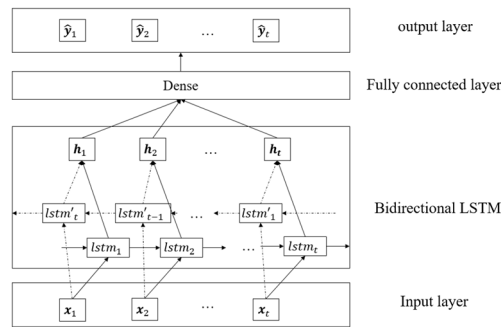 ŷ₁ ŷ₂ … ŷₜ output layer
Dense Fully connected layer
h₁ h₂ … hₜ
lstm′ₜ lstm′ₜ₋₁ … lstm′₁ Bidirectional LSTM
lstm₁ lstm₂ … lstmₜ
x₁ x₂ … xₜ Input layer